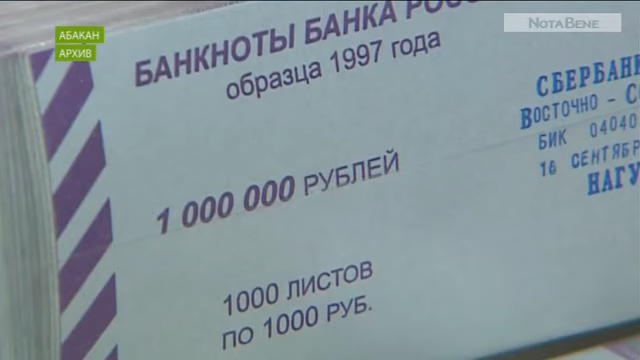 АБАКАН
АРХИВ
NOTABENE
БАНКНОТЫ БАНКА
образца 1997 года
1 000 000 РУБЛЕЙ
1000 ЛИСТОВ
ПО 1000 РУБ.
СБЕРБАН
ВОСТОЧНО - С
БИК 04040
16 СЕНТЯБР
НАГУ